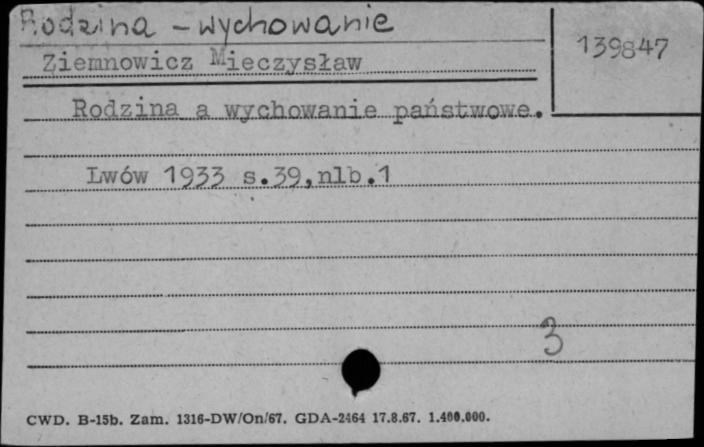 Rodzina - wychowanie
139847
Ziemnowicz Mieczysław
Rodzina a wychowanie państwowe.
Lwów 1933 s.39,nlb.1
3
CWD. B-15b. Zam. 1316-DW/On/67. GDA-2464 17.8.67. 1.400.000.